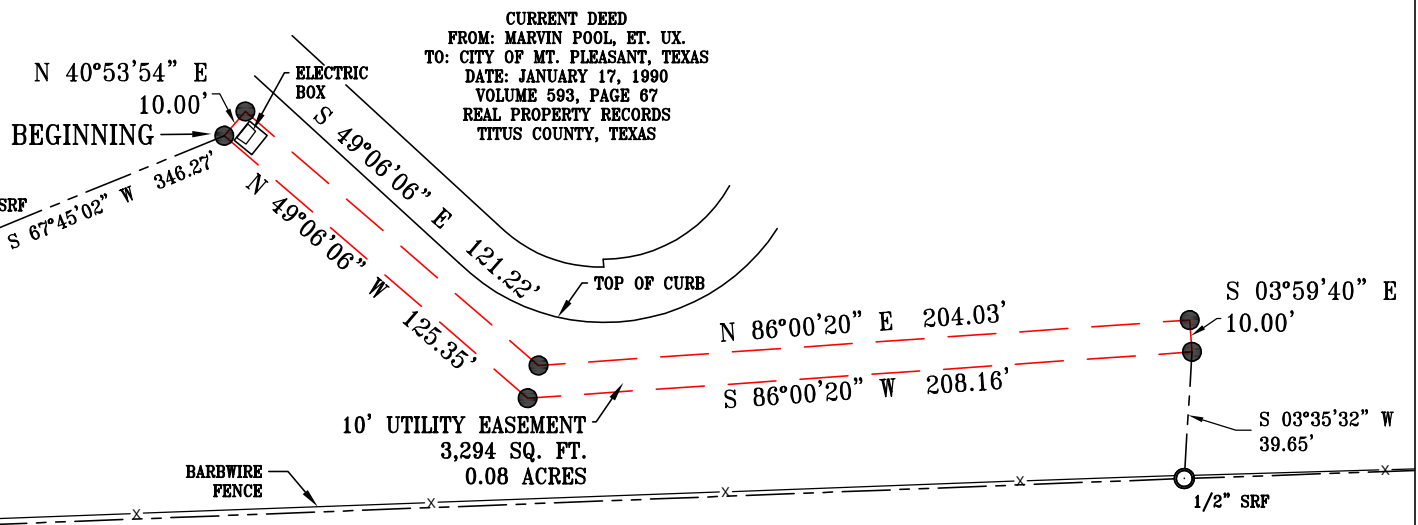 CURRENT DEED
FROM: MARVIN POOL, ET. UX.
TO: CITY OF MT. PLEASANT, TEXAS
DATE: JANUARY 17, 1990
VOLUME 593, PAGE 67
REAL PROPERTY RECORDS
TITUS COUNTY, TEXAS
N 40°53'54" E
10.00'
ELECTRIC
BOX
BEGINNING
SRF
S 67°45'02" W 346.27'
S 49°06'06" E 121.22'
N 49°06'06" W 125.35'
TOP OF CURB
N 86°00'20" E 204.03'
S 86°00'20" W 208.16'
S 03°59'40" E
10.00'
10' UTILITY EASEMENT
3,294 SQ. FT.
0.08 ACRES
S 03°35'32" W
39.65'
BARBWIRE
FENCE
X X X X X
1/2" SRF